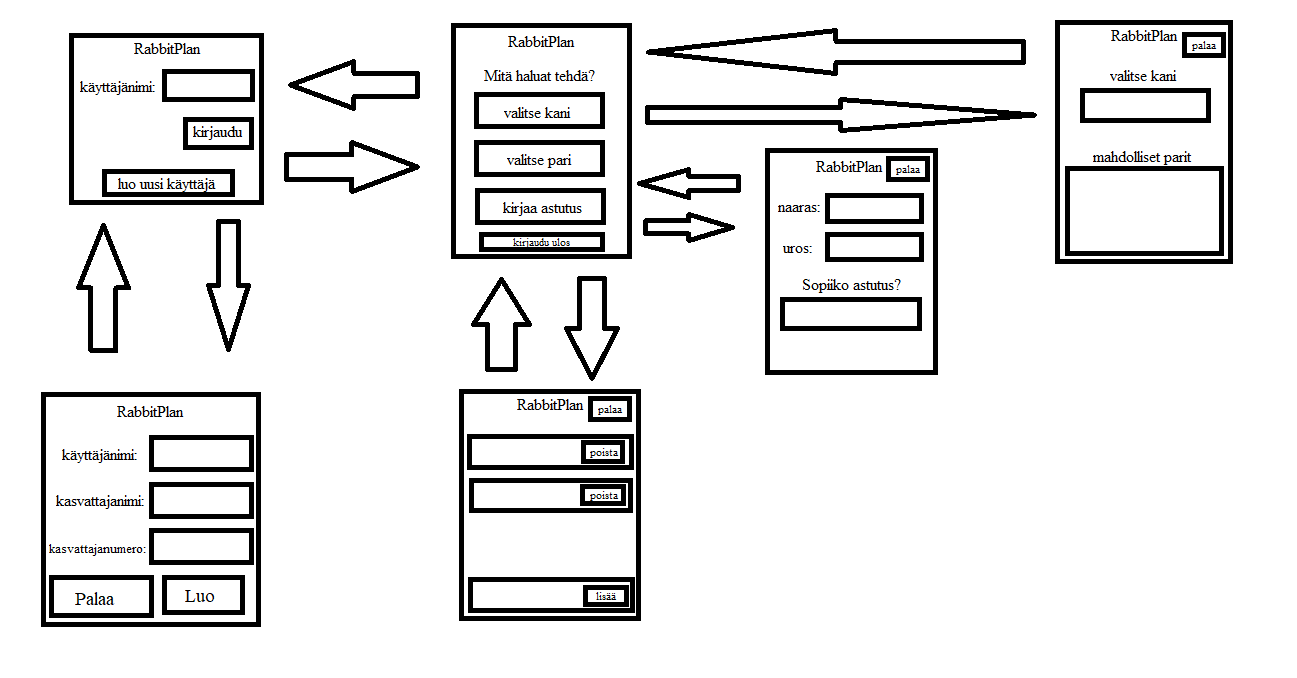 RabbitPlan
käyttäjänimi:
kirjaudu
luo uusi käyttäjä
RabbitPlan
Mitä haluat tehdä?
valitse kani
valitse pari
kirjaa astutus
kirjaudu ulos
RabbitPlan palaa
naaras:
uros:
Sopiiko astutus?
RabbitPlan palaa
valitse kani
mahdolliset parit
RabbitPlan
käyttäjänimi:
kasvattajanimi:
kasvattajanumero:
Palaa Luo
RabbitPlan palaa
poista
poista
lisää